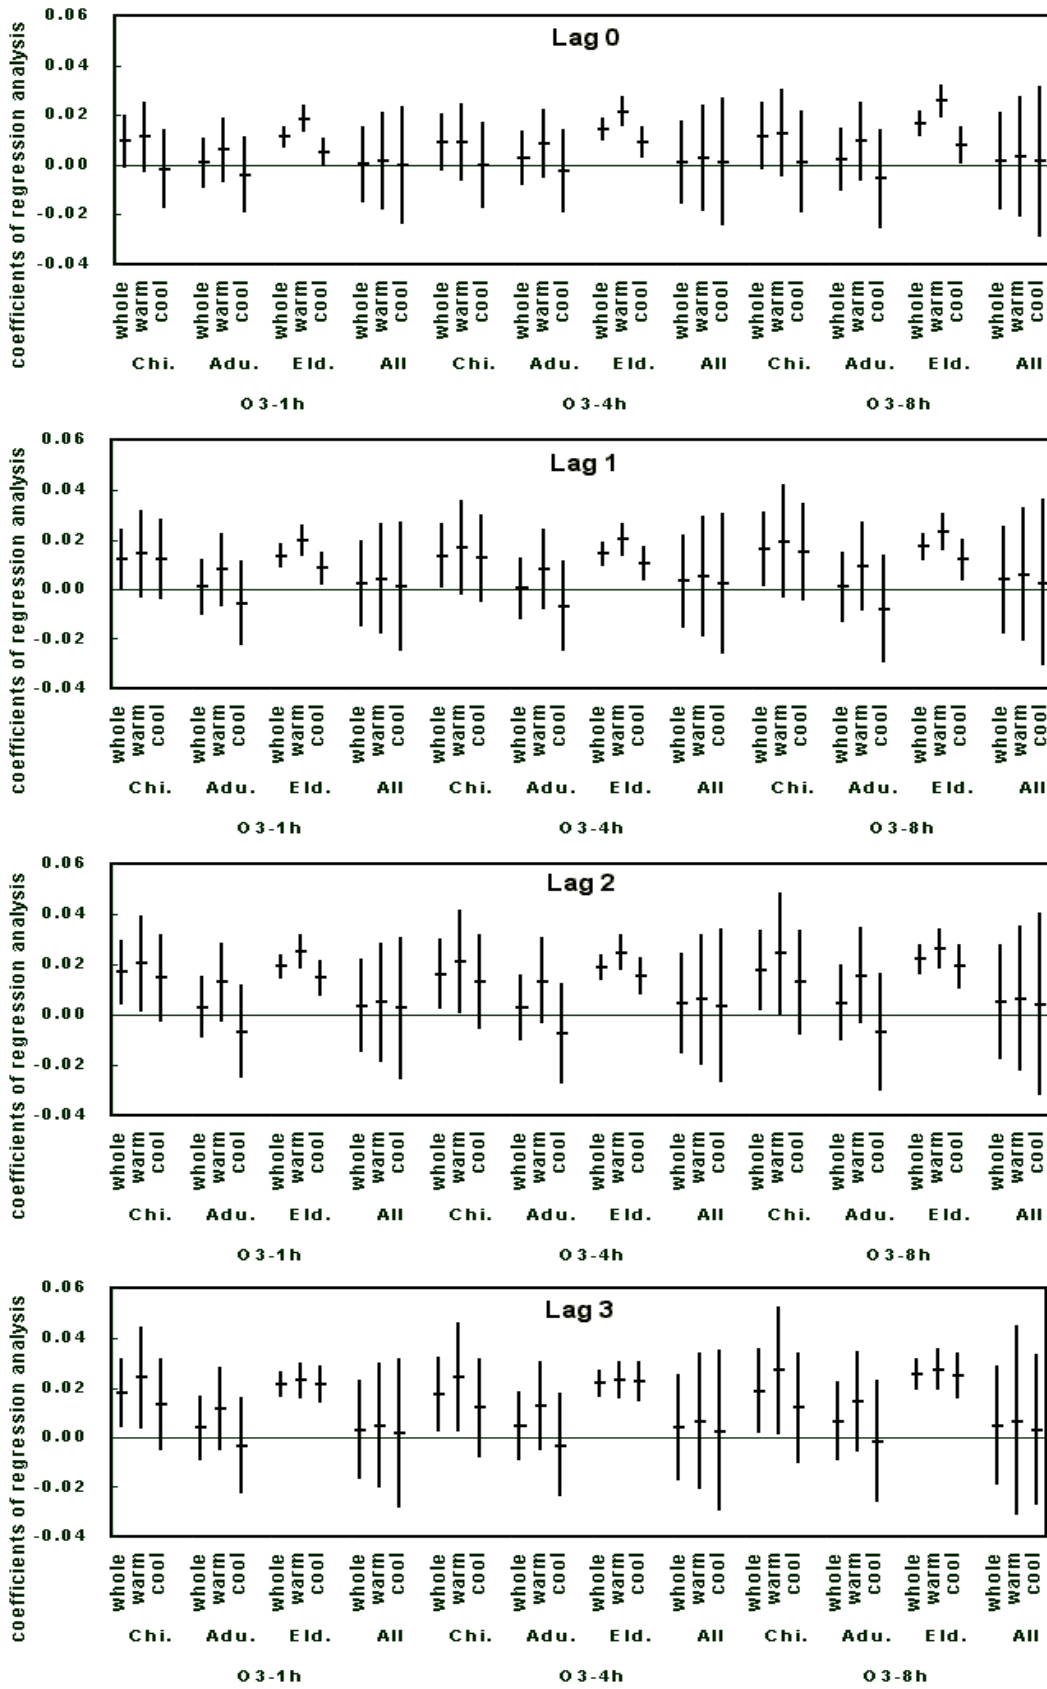 coefficients of regression analysis
0.06
0.04
0.02
0.00
-0.02
-0.04
Lag 0
whole warm cool whole warm cool whole warm cool whole warm cool whole warm cool whole warm cool whole warm cool whole warm cool whole warm cool whole warm cool whole warm cool whole warm cool
Chi. Adu. Eld. All Chi. Adu. Eld. All Chi. Adu. Eld. All
O3-1h O3-4h O3-8h
coefficients of regression analysis
0.06
0.04
0.02
0.00
-0.02
-0.04
Lag 1
whole warm cool whole warm cool whole warm cool whole warm cool whole warm cool whole warm cool whole warm cool whole warm cool whole warm cool whole warm cool whole warm cool whole warm cool
Chi. Adu. Eld. All Chi. Adu. Eld. All Chi. Adu. Eld. All
O3-1h O3-4h O3-8h
coefficients of regression analysis
0.06
0.04
0.02
0.00
-0.02
-0.04
Lag 2
whole warm cool whole warm cool whole warm cool whole warm cool whole warm cool whole warm cool whole warm cool whole warm cool whole warm cool whole warm cool whole warm cool whole warm cool
Chi. Adu. Eld. All Chi. Adu. Eld. All Chi. Adu. Eld. All
O3-1h O3-4h O3-8h
coefficients of regression analysis
0.06
0.04
0.02
0.00
-0.02
-0.04
Lag 3
whole warm cool whole warm cool whole warm cool whole warm cool whole warm cool whole warm cool whole warm cool whole warm cool whole warm cool whole warm cool whole warm cool whole warm cool
Chi. Adu. Eld. All Chi. Adu. Eld. All Chi. Adu. Eld. All
O3-1h O3-4h O3-8h